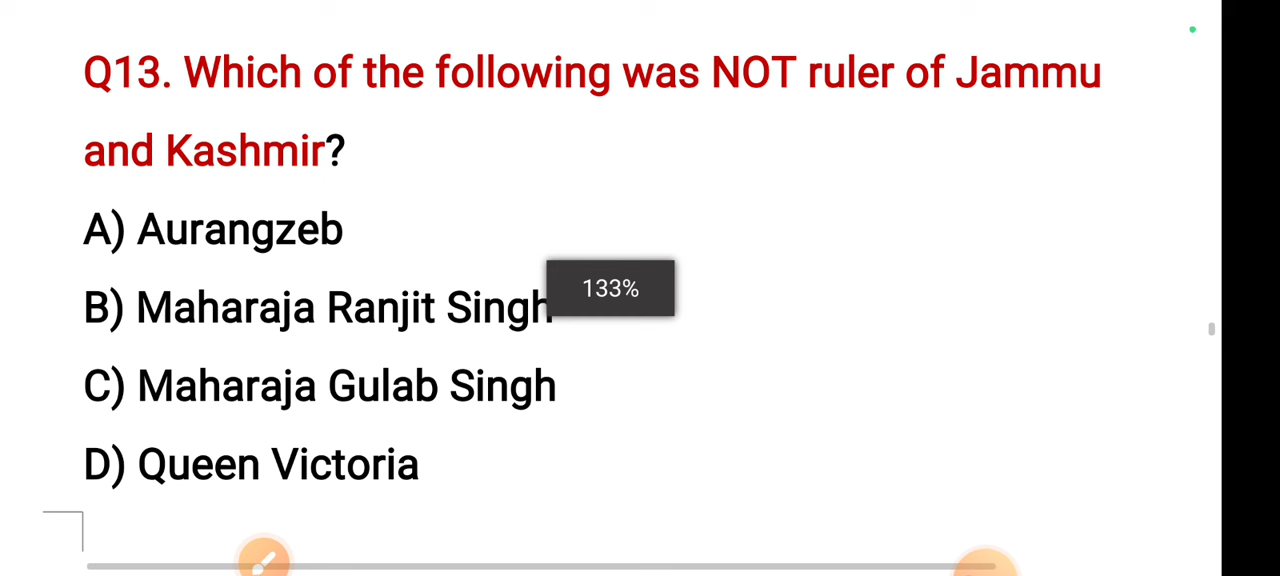 Q13. Which of the following was NOT ruler of Jammu
and Kashmir?
A) Aurangzeb
133%
B) Maharaja Ranjit Singh
C) Maharaja Gulab Singh
D) Queen Victoria